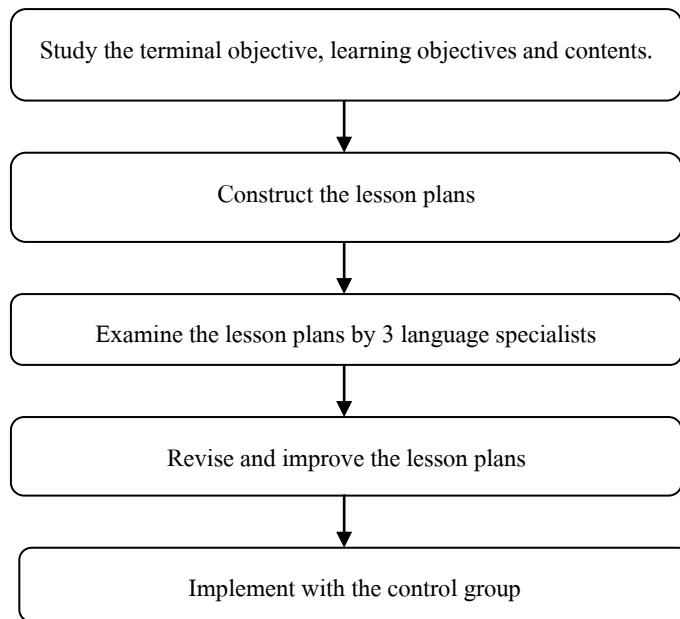 Study the terminal objective, learning objectives and contents.
Construct the lesson plans
Examine the lesson plans by 3 language specialists
Revise and improve the lesson plans
Implement with the control group